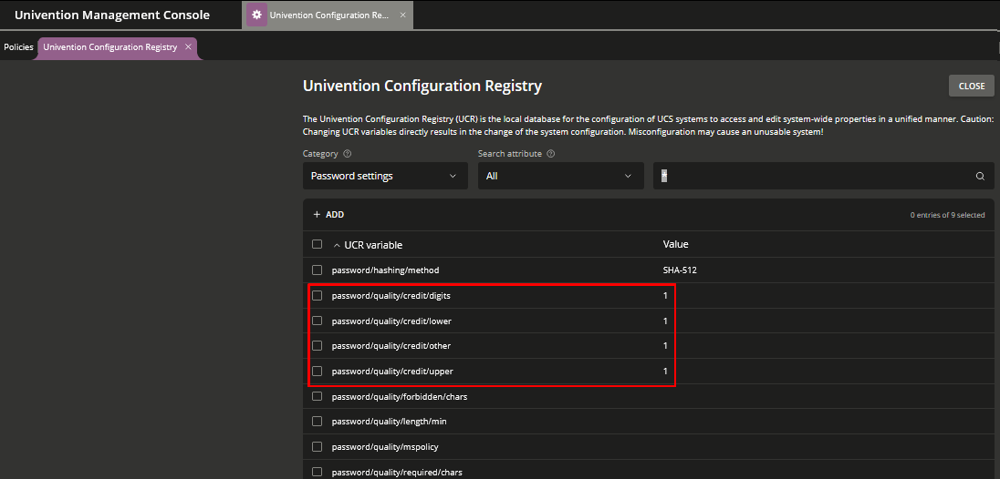 Univention Management Console
Univention Configuration Re... ×
Policies
Univention Configuration Registry ×
Univention Configuration Registry
CLOSE
The Univention Configuration Registry (UCR) is the local database for the configuration of UCS systems to access and edit system-wide properties in a unified manner. Caution:
Changing UCR variables directly results in the change of the system configuration. Misconfiguration may cause an unusable system!
Category ?
Search attribute ?
Password settings
All
*
+ ADD
0 entries of 9 selected
UCR variable Value
password/hashing/method SHA-512
password/quality/credit/digits 1
password/quality/credit/lower 1
password/quality/credit/other 1
password/quality/credit/upper 1
password/quality/forbidden/chars
password/quality/length/min
password/quality/mspolicy
password/quality/required/chars